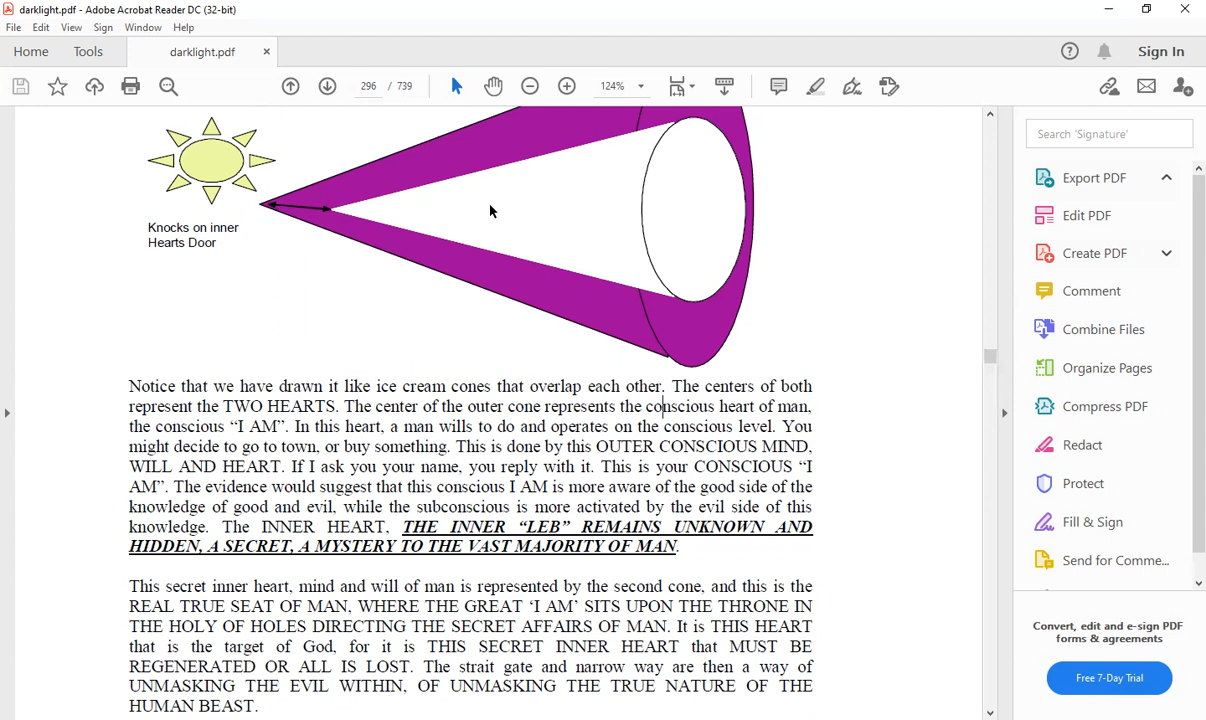 darklight.pdf - Adobe Acrobat Reader DC (32-bit)
File Edit View Sign Window Help
Home Tools darklight.pdf × Sign In
296 / 739 124%
Search 'Signature'
Export PDF
Edit PDF
Create PDF
Comment
Combine Files
Organize Pages
Compress PDF
Redact
Protect
Fill & Sign
Send for Comme...
Convert, edit and e-sign PDF
forms & agreements
Free 7-Day Trial
Knocks on inner
Hearts Door
Notice that we have drawn it like ice cream cones that overlap each other. The centers of both
represent the TWO HEARTS. The center of the outer cone represents the conscious heart of man,
the conscious “I AM”. In this heart, a man wills to do and operates on the conscious level. You
might decide to go to town, or buy something. This is done by this OUTER CONSCIOUS MIND,
WILL AND HEART. If I ask you your name, you reply with it. This is your CONSCIOUS “I
AM”. The evidence would suggest that this conscious I AM is more aware of the good side of the
knowledge of good and evil, while the subconscious is more activated by the evil side of this
knowledge. The INNER HEART, THE INNER “LEB” REMAINS UNKNOWN AND
HIDDEN, A SECRET, A MYSTERY TO THE VAST MAJORITY OF MAN.
This secret inner heart, mind and will of man is represented by the second cone, and this is the
REAL TRUE SEAT OF MAN, WHERE THE GREAT ‘I AM’ SITS UPON THE THRONE IN
THE HOLY OF HOLES DIRECTING THE SECRET AFFAIRS OF MAN. It is THIS HEART
that is the target of God, for it is THIS SECRET INNER HEART that MUST BE
REGENERATED OR ALL IS LOST. The strait gate and narrow way are then a way of
UNMASKING THE EVIL WITHIN, OF UNMASKING THE TRUE NATURE OF THE
HUMAN BEAST.